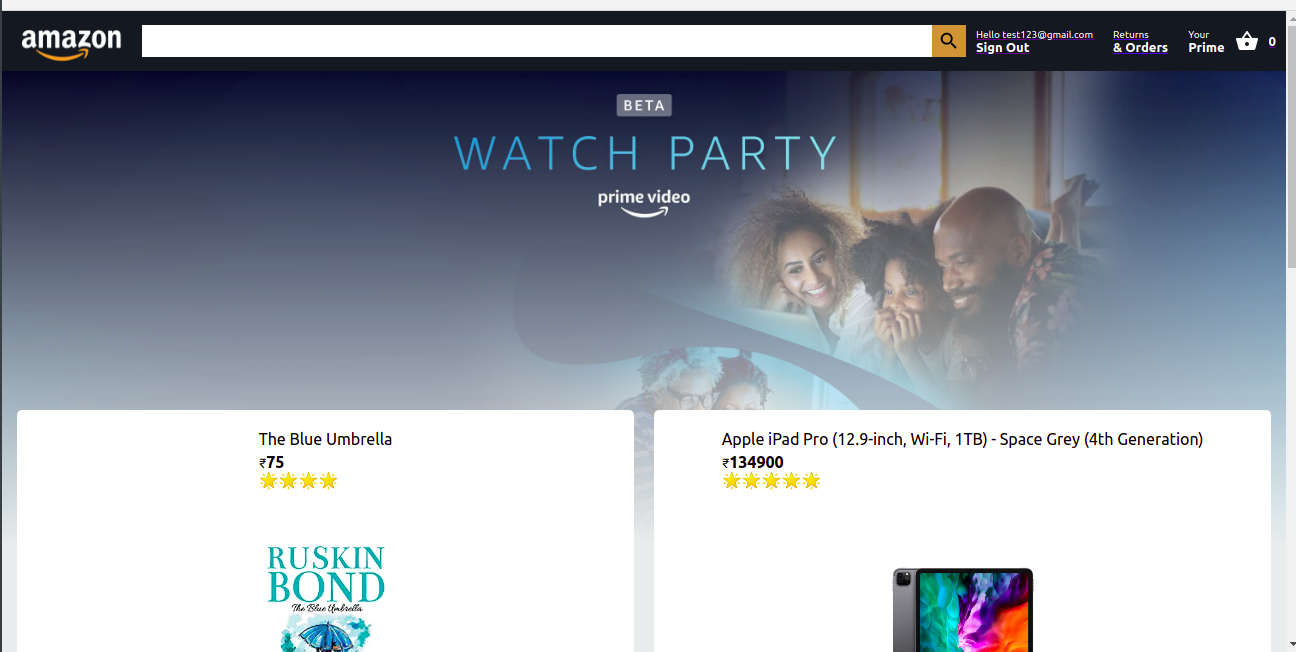 amazon
Hello test123@gmail.com
Sign Out
Returns
& Orders
Your
Prime
0
BETA
WATCH PARTY
prime video
The Blue Umbrella
₹75
Apple iPad Pro (12.9-inch, Wi-Fi, 1TB) - Space Grey (4th Generation)
₹134900
RUSKIN
BOND
The Blue Umbrella